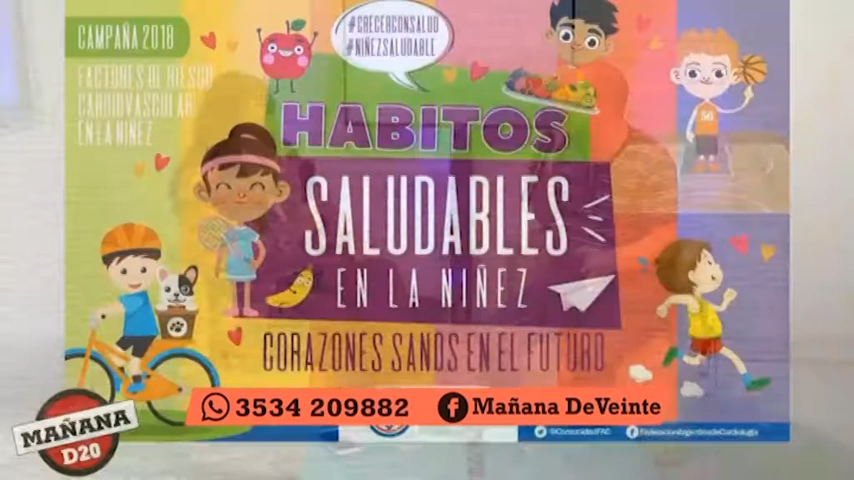 CAMPAÑA 2018
FACTORES DE RIESGO
CARDIOVASCULAR
EN LA NIÑEZ
#CRECERCONSALUD
#NIÑEZSALUDABLE
HABITOS
SALUDABLES
EN LA NIÑEZ
CORAZONES SANOS EN EL FUTURO
3534 209882
Mañana DeVeinte
MAÑANA
D20